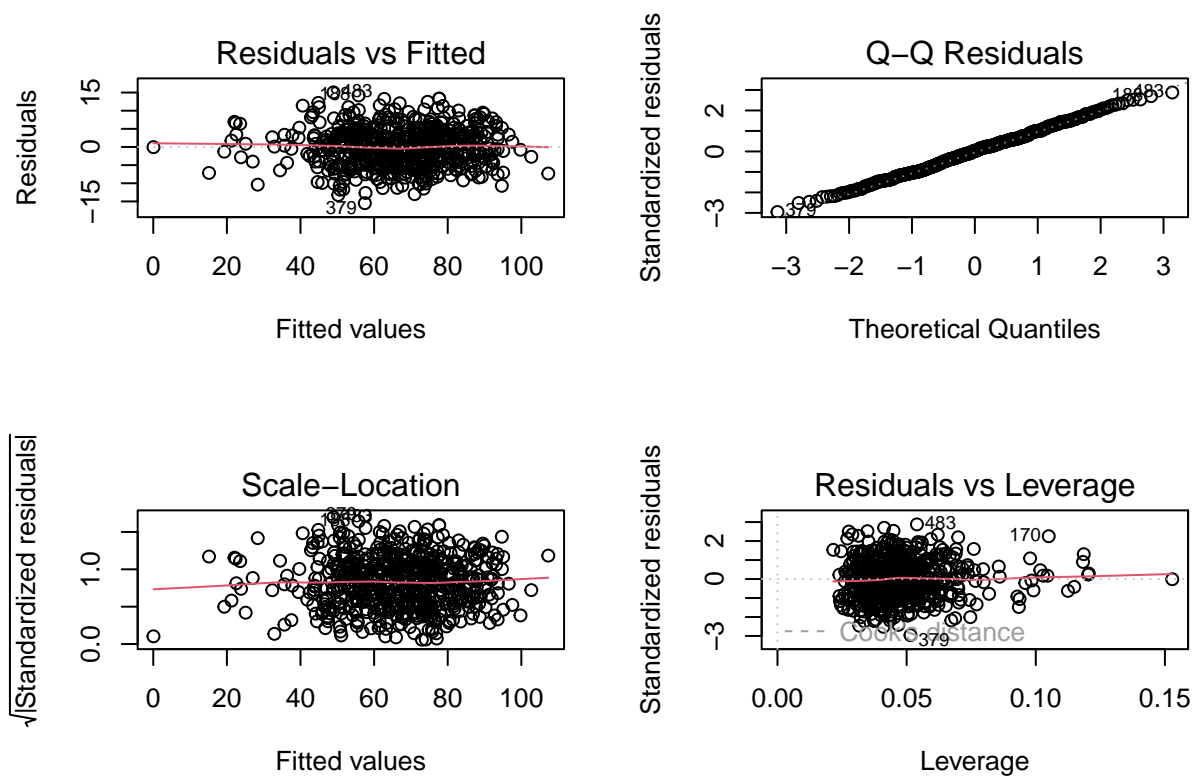 Residuals vs Fitted
Residuals
15
0
−15
483
379
0 20 40 60 80 100
Fitted values
Q−Q Residuals
Standardized residuals
2
0
−3
483
379
−3 −2 −1 0 1 2 3
Theoretical Quantiles
Scale−Location
√|Standardized residuals|
1.0
0.0
0 20 40 60 80 100
Fitted values
Residuals vs Leverage
Standardized residuals
2
0
−3
483
170
Cook's distance
379
0.00 0.05 0.10 0.15
Leverage